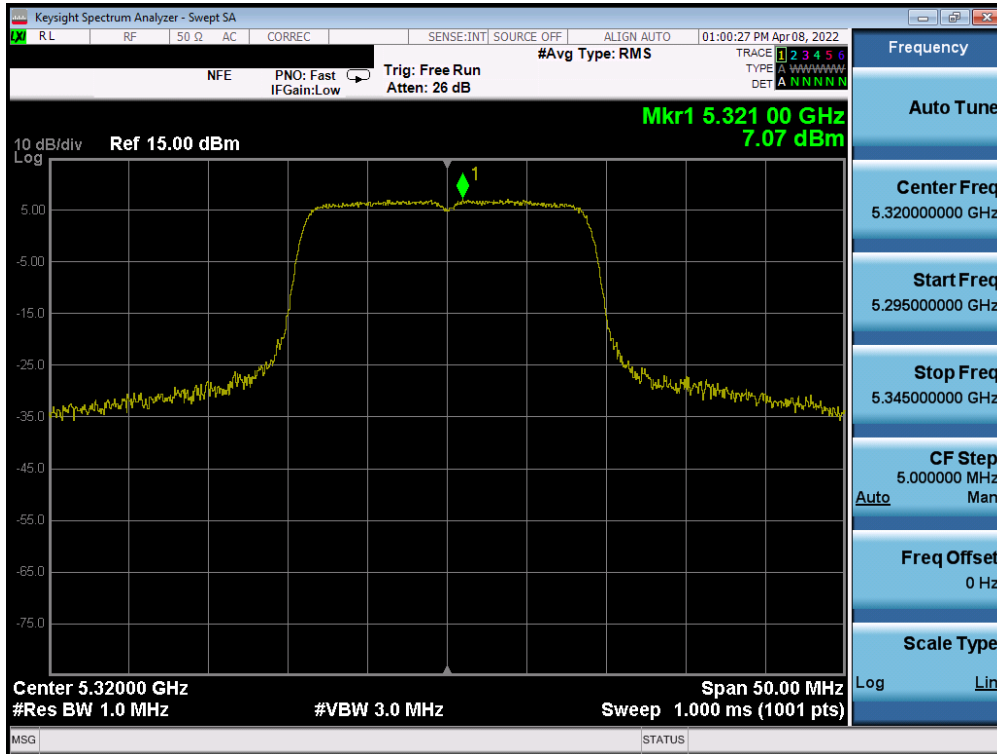 Keysight Spectrum Analyzer - Swept SA
LXI RL RF 50 Ω AC CORREC SENSE:INT SOURCE OFF ALIGN AUTO 01:00:27 PM Apr 08, 2022
#Avg Type: RMS
TRACE 1 2 3 4 5 6
TYPE A WWWWW
DET A N N N N N
NFE
PNO: Fast
IFGain:Low
Trig: Free Run
Atten: 26 dB
Mkr1 5.321 00 GHz
7.07 dBm
10 dB/div
Log
Ref 15.00 dBm
1
5.00
-5.00
-15.0
-25.0
-35.0
-45.0
-55.0
-65.0
-75.0
Center 5.32000 GHz
Span 50.00 MHz
#Res BW 1.0 MHz
#VBW 3.0 MHz
Sweep 1.000 ms (1001 pts)
MSG
STATUS
Frequency
Auto Tune
Center Freq
5.320000000 GHz
Start Freq
5.295000000 GHz
Stop Freq
5.345000000 GHz
CF Step
5.000000 MHz
Auto Man
Freq Offset
0 Hz
Scale Type
Log Lin